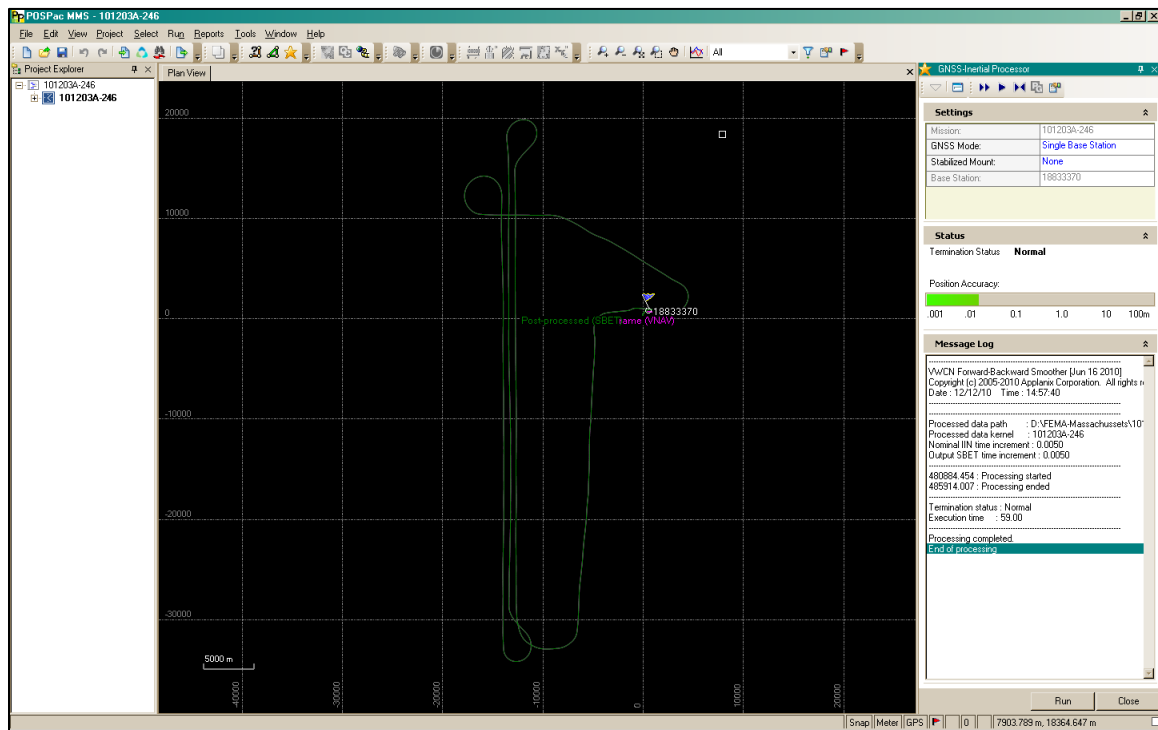 POSPac MMS - 101203A-246
File Edit View Project Select Run Reports Tools Window Help
All
Project Explorer
101203A-246
101203A-246
Plan View
20000
10000
0
-10000
-20000
-30000
18833370
Post-processed (SBET)
rame (VNAV)
5000 m
-40000
-30000
-20000
-10000
0
10000
20000
GNSS-Inertial Processor
Settings
Mission: 101203A-246
GNSS Mode: Single Base Station
Stabilized Mount: None
Base Station: 18833370
Status
Termination Status Normal
Position Accuracy:
.001 .01 0.1 1.0 10 100m
Message Log
VWCN Forward-Backward Smoother [Jun 16 2010]
Copyright (c) 2005-2010 Applanix Corporation. All rights r
Date : 12/12/10 Time : 14:57:40
Processed data path : D:\FEMA-Massachussets\10
Processed data kernel : 101203A-246
Nominal IIN time increment : 0.0050
Output SBET time increment : 0.0050
480884.454 : Processing started
485914.007 : Processing ended
Termination status : Normal
Execution time : 59.00
Processing completed.
End of processing
Run Close
Snap Meter GPS 0 7903.789 m, 18364.647 m